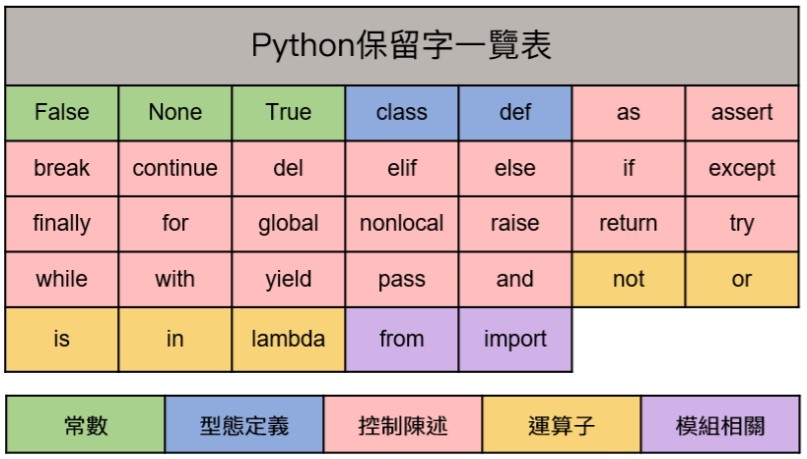 Python保留字一覽表
False None True class def as assert
break continue del elif else if except
finally for global nonlocal raise return try
while with yield pass and not or
is in lambda from import
常數 型態定義 控制陳述 運算子 模組相關